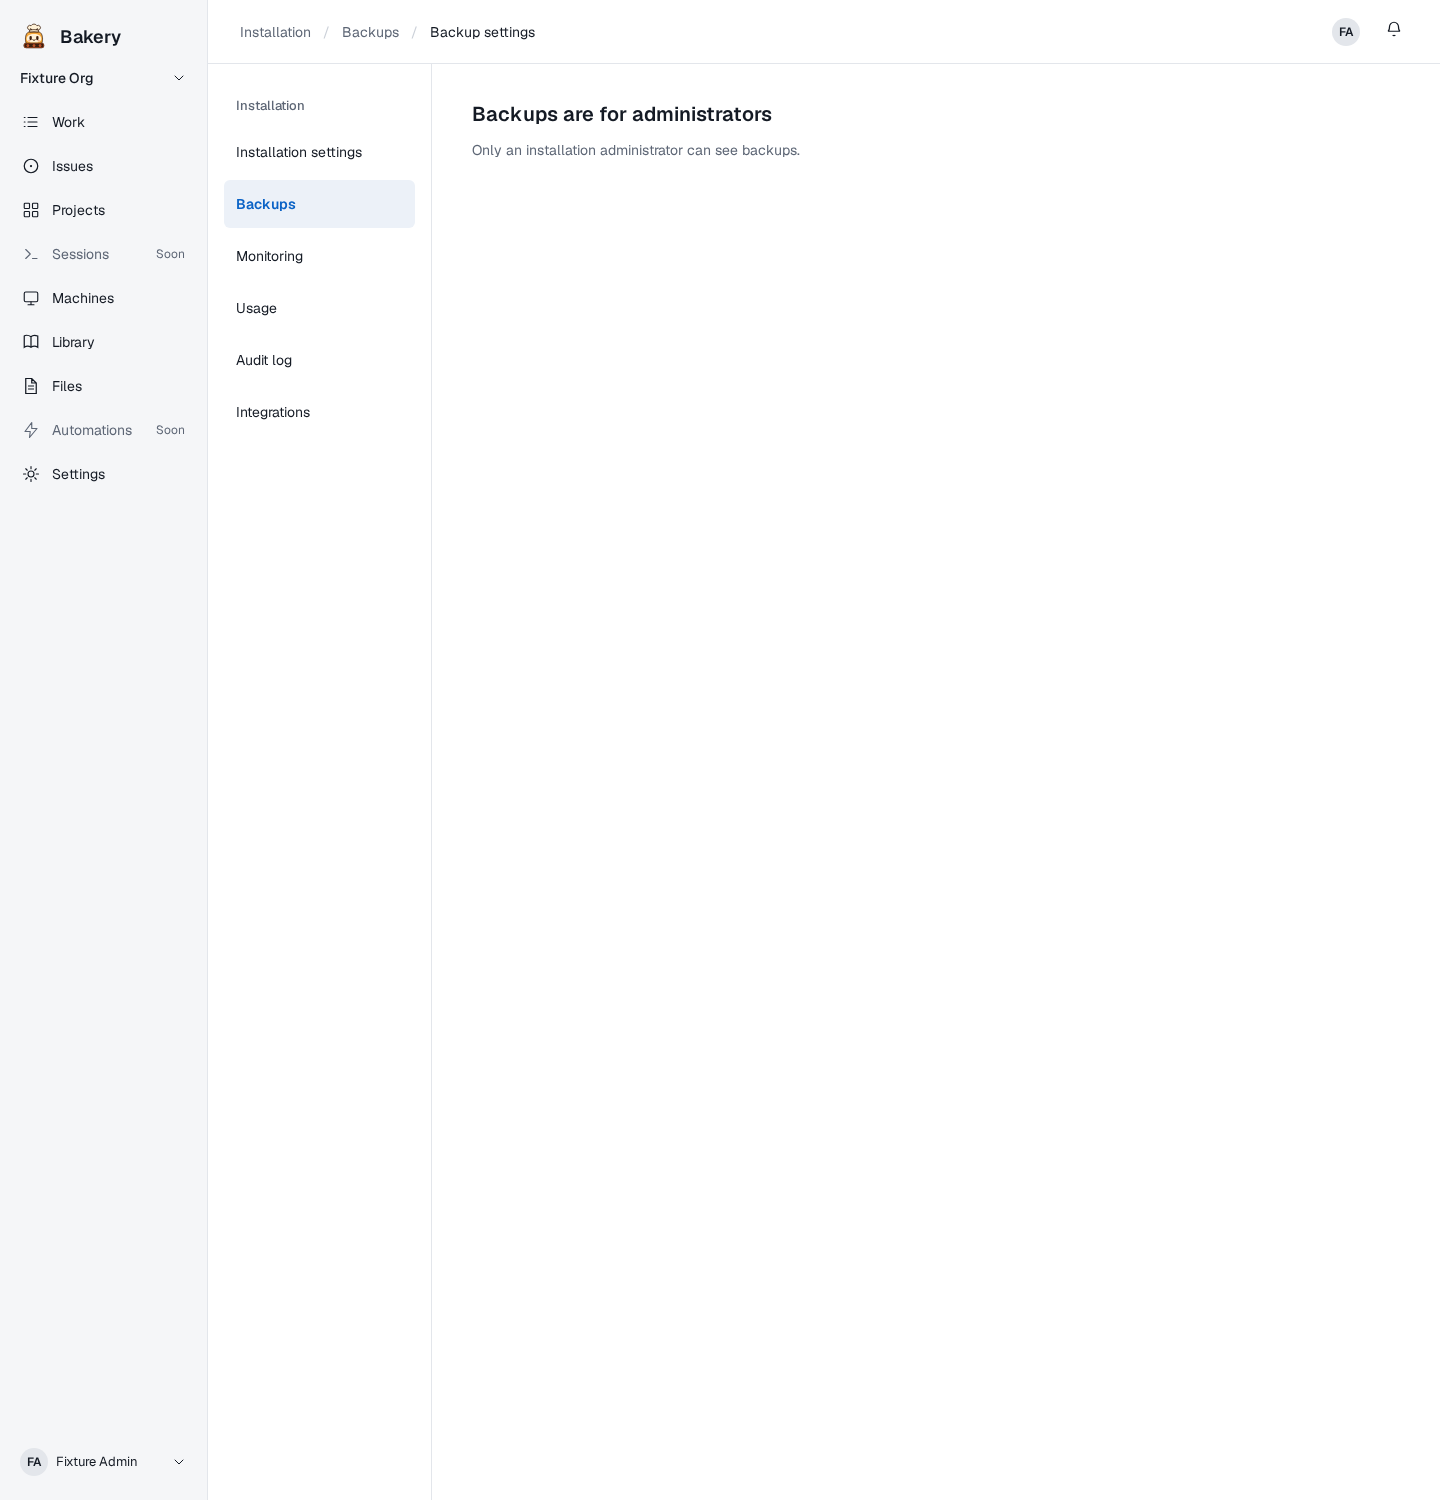 Bakery
Fixture Org
Work
Issues
Projects
Sessions Soon
Machines
Library
Files
Automations Soon
Settings
FA Fixture Admin
Installation / Backups / Backup settings
FA
Installation
Installation settings
Backups
Monitoring
Usage
Audit log
Integrations
Backups are for administrators
Only an installation administrator can see backups.